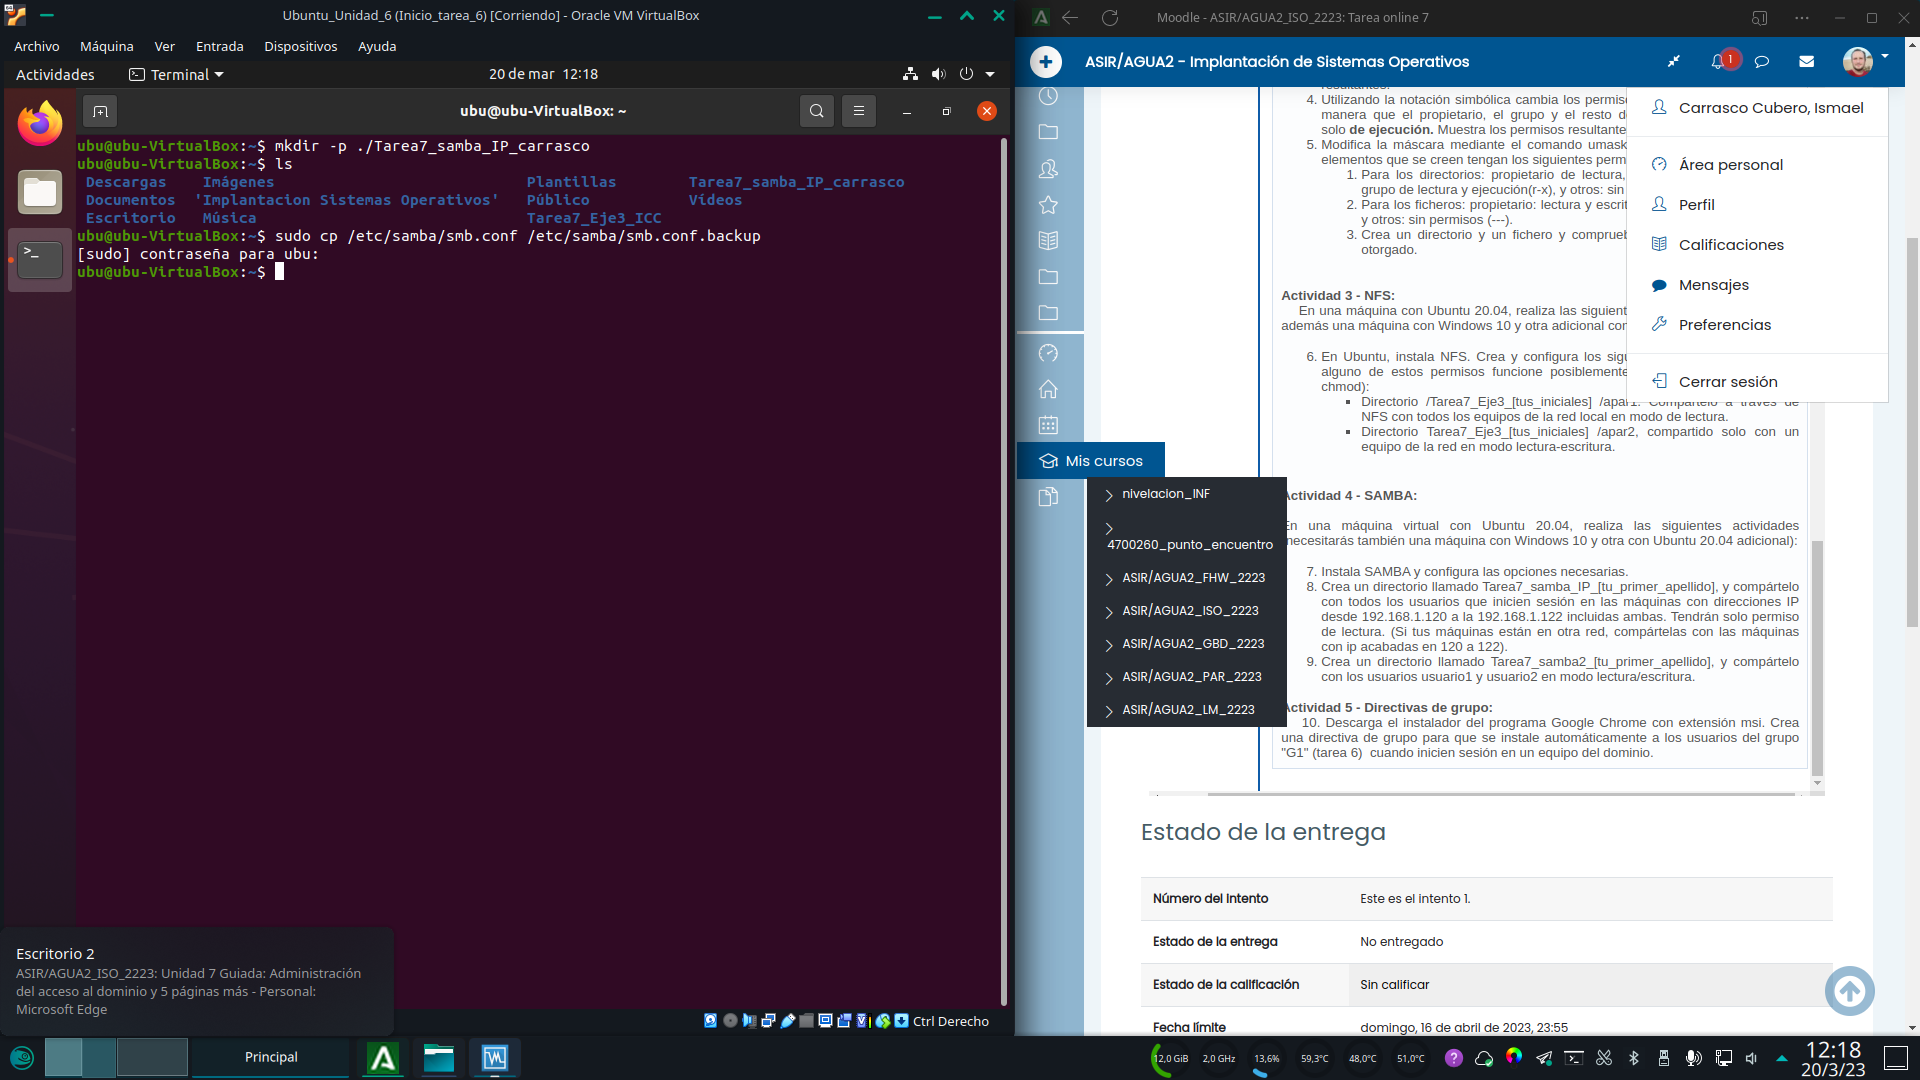 Ubuntu_Unidad_6 (Inicio_tarea_6) [Corriendo] - Oracle VM VirtualBox
Archivo Máquina Ver Entrada Dispositivos Ayuda
Actividades Terminal 20 de mar 12:18
ubu@ubu-VirtualBox: ~
ubu@ubu-VirtualBox:~$ mkdir -p ./Tarea7_samba_IP_carrasco
ubu@ubu-VirtualBox:~$ ls
Descargas Imágenes Plantillas Tarea7_samba_IP_carrasco
Documentos 'Implantacion Sistemas Operativos' Público Vídeos
Escritorio Música Tarea7_Eje3_ICC
ubu@ubu-VirtualBox:~$ sudo cp /etc/samba/smb.conf /etc/samba/smb.conf.backup
[sudo] contraseña para ubu:
ubu@ubu-VirtualBox:~$
Escritorio 2
ASIR/AGUA2_ISO_2223: Unidad 7 Guiada: Administración
del acceso al dominio y 5 páginas más - Personal:
Microsoft Edge
Ctrl Derecho
Moodle - ASIR/AGUA2_ISO_2223: Tarea online 7
ASIR/AGUA2 - Implantación de Sistemas Operativos
1
resultantes.
4. Utilizando la notación simbólica cambia los permis
manera que el propietario, el grupo y el resto d
solo de ejecución. Muestra los permisos resultante
5. Modifica la máscara mediante el comando umask
elementos que se creen tengan los siguientes perm
1. Para los directorios: propietario de lectura,
grupo de lectura y ejecución(r-x), y otros: sin
2. Para los ficheros: propietario: lectura y escrit
y otros: sin permisos (---).
3. Crea un directorio y un fichero y comprueb
otorgado.
Actividad 3 - NFS:
En una máquina con Ubuntu 20.04, realiza las siguient
además una máquina con Windows 10 y otra adicional con
6. En Ubuntu, instala NFS. Crea y configura los sigu
alguno de estos permisos funcione posiblemente
chmod):
Directorio /Tarea7_Eje3_[tus_iniciales] /apar1. Compártelo a través de
NFS con todos los equipos de la red local en modo de lectura.
Directorio Tarea7_Eje3_[tus_iniciales] /apar2, compartido solo con un
equipo de la red en modo lectura-escritura.
Actividad 4 - SAMBA:
En una máquina virtual con Ubuntu 20.04, realiza las siguientes actividades
necesitarás también una máquina con Windows 10 y otra con Ubuntu 20.04 adicional):
7. Instala SAMBA y configura las opciones necesarias.
8. Crea un directorio llamado Tarea7_samba_IP_[tu_primer_apellido], y compártelo
con todos los usuarios que inicien sesión en las máquinas con direcciones IP
desde 192.168.1.120 a la 192.168.1.122 incluidas ambas. Tendrán solo permiso
de lectura. (Si tus máquinas están en otra red, compártelas con las máquinas
con ip acabadas en 120 a 122).
9. Crea un directorio llamado Tarea7_samba2_[tu_primer_apellido], y compártelo
con los usuarios usuario1 y usuario2 en modo lectura/escritura.
Actividad 5 - Directivas de grupo:
10. Descarga el instalador del programa Google Chrome con extensión msi. Crea
una directiva de grupo para que se instale automáticamente a los usuarios del grupo
"G1" (tarea 6) cuando inicien sesión en un equipo del dominio.
Carrasco Cubero, Ismael
Área personal
Perfil
Calificaciones
Mensajes
Preferencias
Cerrar sesión
Mis cursos
nivelacion_INF
4700260_punto_encuentro
ASIR/AGUA2_FHW_2223
ASIR/AGUA2_ISO_2223
ASIR/AGUA2_GBD_2223
ASIR/AGUA2_PAR_2223
ASIR/AGUA2_LM_2223
Estado de la entrega
Número del intento Este es el intento 1.
Estado de la entrega No entregado
Estado de la calificación Sin calificar
Fecha límite domingo, 16 de abril de 2023, 23:55
Principal
12,0 GiB 2,0 GHz 13,6% 59,3°C 48,0°C 51,0°C
12:18
20/3/23